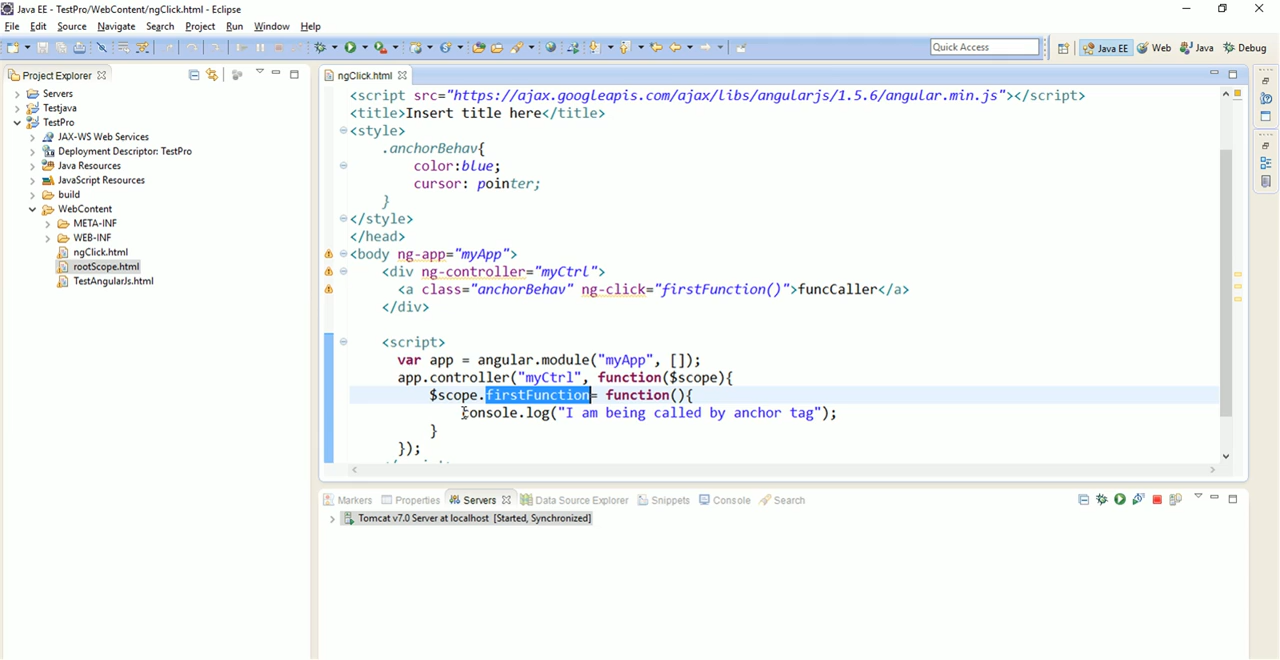 Java EE - TestPro/WebContent/ngClick.html - Eclipse
File Edit Source Navigate Search Project Run Window Help
Quick Access
Java EE Web Java Debug
Project Explorer
Servers
Testjava
TestPro
JAX-WS Web Services
Deployment Descriptor: TestPro
Java Resources
JavaScript Resources
build
WebContent
META-INF
WEB-INF
ngClick.html
rootScope.html
TestAngularJs.html
ngClick.html
<script src="https://ajax.googleapis.com/ajax/libs/angularjs/1.5.6/angular.min.js"></script>
<title>Insert title here</title>
<style>
.anchorBehav{
color:blue;
cursor: pointer;
}
</style>
</head>
<body ng-app="myApp">
<div ng-controller="myCtrl">
<a class="anchorBehav" ng-click="firstFunction()">funcCaller</a>
</div>
<script>
var app = angular.module("myApp", []);
app.controller("myCtrl", function($scope){
$scope.firstFunction= function(){
console.log("I am being called by anchor tag");
}
});
Markers Properties Servers Data Source Explorer Snippets Console Search
Tomcat v7.0 Server at localhost [Started, Synchronized]